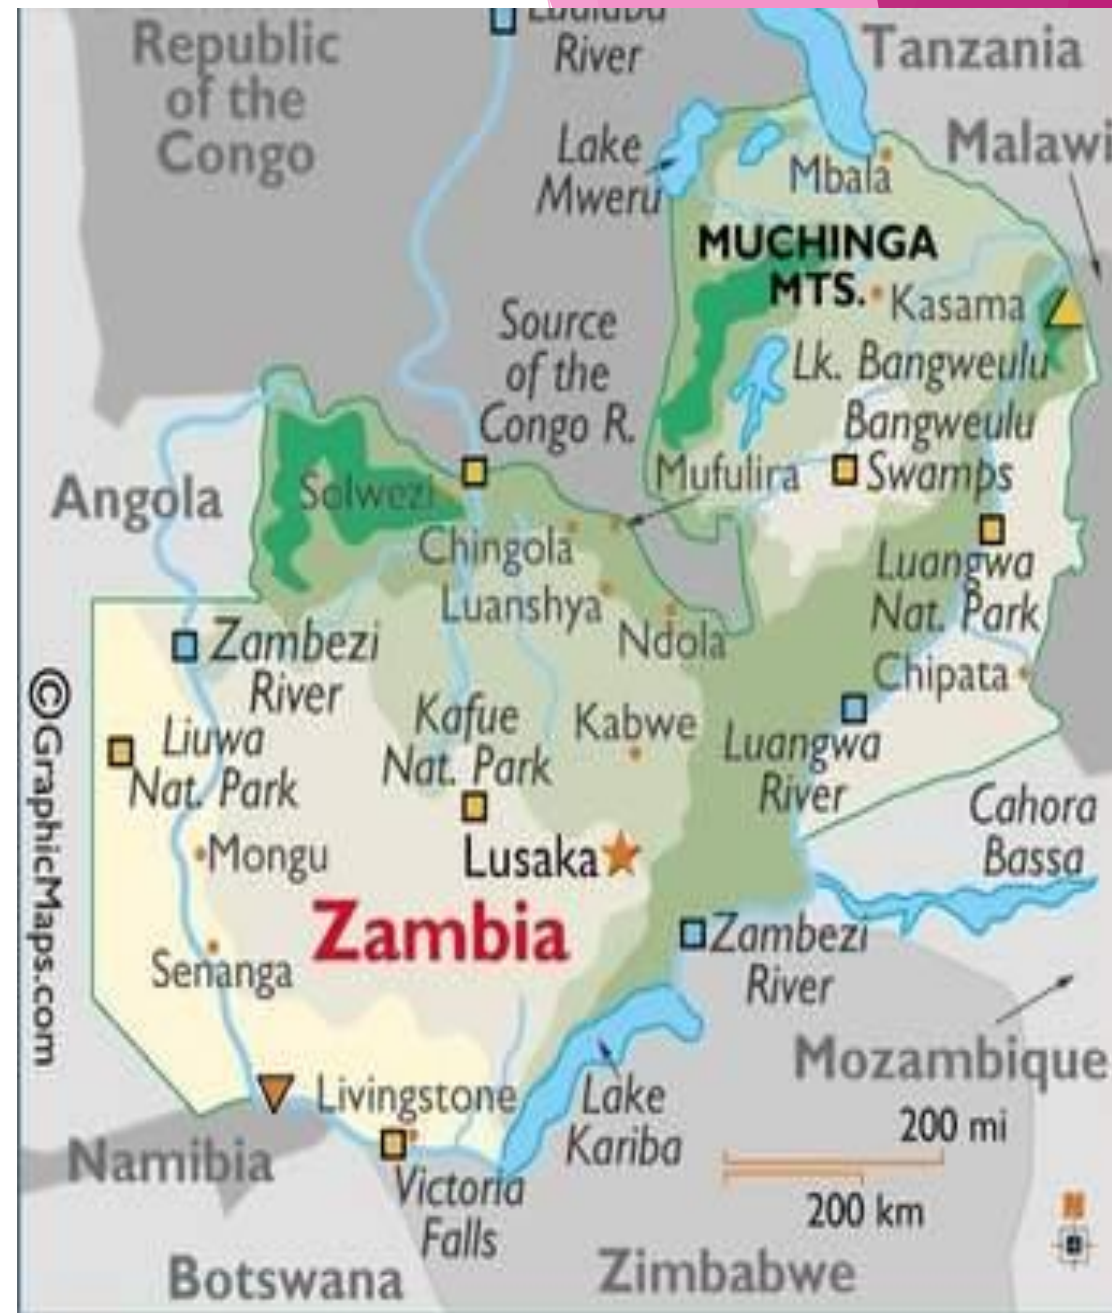 Republic
of the
Congo
River
Tanzania
Lake
Mweru
Malawi
Mbala
MUCHINGA
MTS.
Kasama
Source
of the
Congo R.
Lk. Bangweulu
Bangweulu
Swamps
Angola
Solwezi
Mufulira
Chingola
Luanshya
Ndola
Luangwa
Nat. Park
Zambezi
River
Chipata
Liuwa
Nat. Park
Kafue
Nat. Park
Kabwe
Luangwa
River
Cahora
Bassa
Mongu
Lusaka
Zambia
Zambezi
River
Senanga
Mozambique
Livingstone
Lake
Kariba
200 mi
200 km
Namibia
Victoria
Falls
Botswana
Zimbabwe
N
©GraphicMaps.com